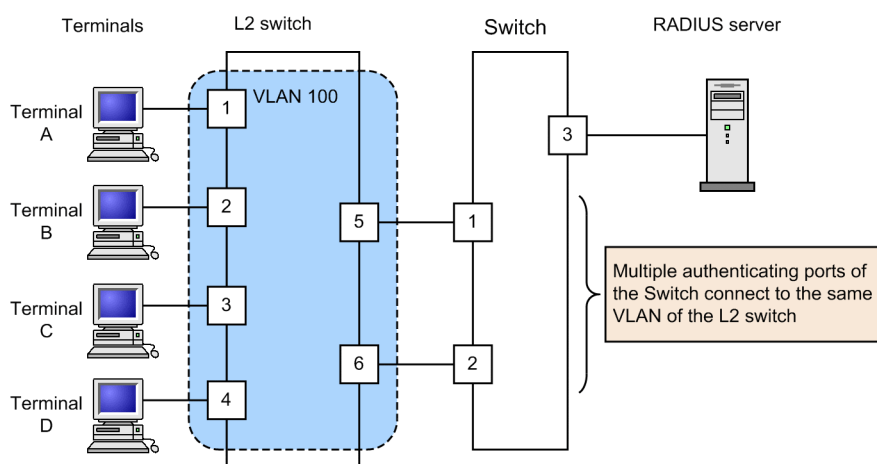 Terminals
L2 switch
Switch
RADIUS server
VLAN 100
Terminal
A
1
3
Terminal
B
2
5
1
Terminal
C
3
Multiple authenticating ports of
the Switch connect to the same
VLAN of the L2 switch
6
2
Terminal
D
4